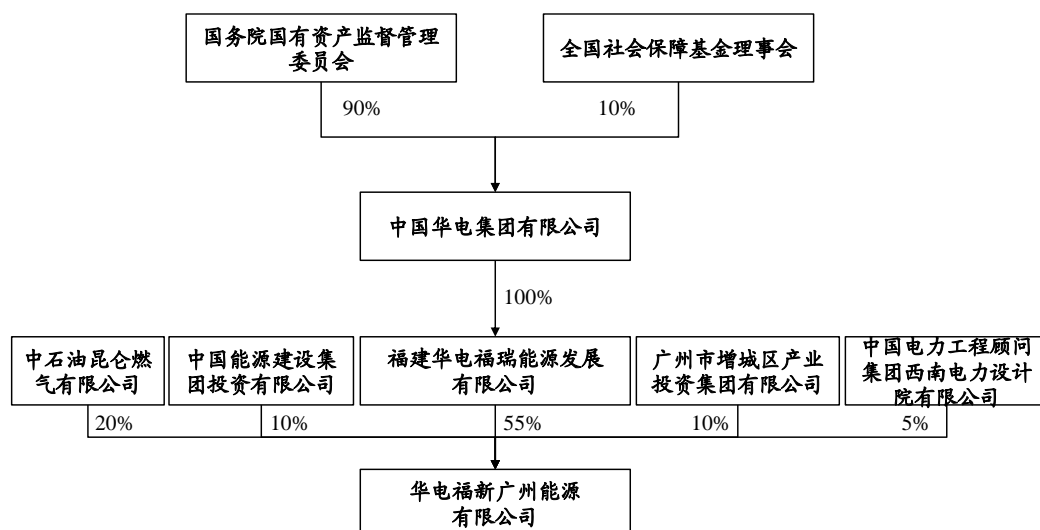 国务院国有资产监督管理
委员会
全国社会保障基金理事会
90%
10%
中国华电集团有限公司
100%
中石油昆仑燃
气有限公司
中国能源建设集
团投资有限公司
福建华电福瑞能源发展
有限公司
广州市增城区产业
投资集团有限公司
中国电力工程顾问
集团西南电力设计
院有限公司
20%
10%
55%
10%
5%
华电福新广州能源
有限公司